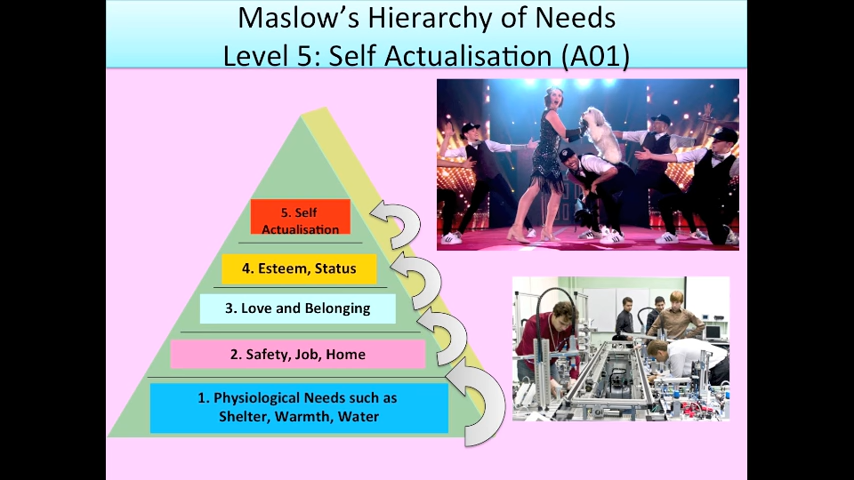 Maslow’s Hierarchy of Needs
Level 5: Self Actualisation (A01)
5. Self
Actualisation
4. Esteem, Status
3. Love and Belonging
2. Safety, Job, Home
1. Physiological Needs such as
Shelter, Warmth, Water